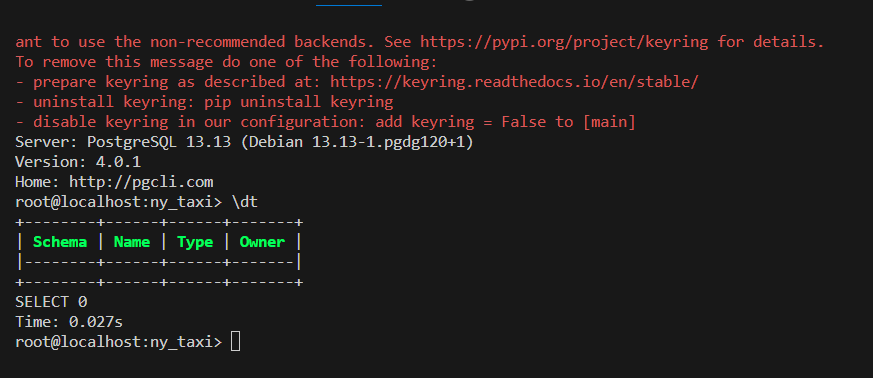 ant to use the non-recommended backends. See https://pypi.org/project/keyring for details.
To remove this message do one of the following:
- prepare keyring as described at: https://keyring.readthedocs.io/en/stable/
- uninstall keyring: pip uninstall keyring
- disable keyring in our configuration: add keyring = False to [main]
Server: PostgreSQL 13.13 (Debian 13.13-1.pgdg120+1)
Version: 4.0.1
Home: http://pgcli.com
root@localhost:ny_taxi> \dt
+--------+------+------+-------+
| Schema | Name | Type | Owner |
|--------+------+------+-------|
+--------+------+------+-------+
SELECT 0
Time: 0.027s
root@localhost:ny_taxi>